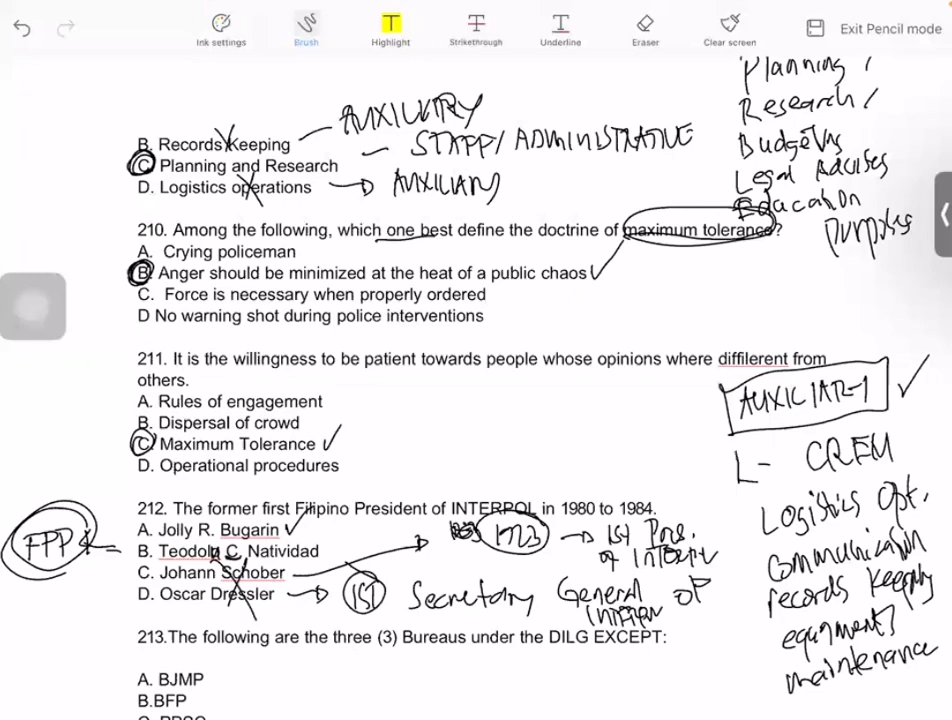 Ink settings
Brush
Highlight
Strikethrough
Underline
Eraser
Clear screen
Exit Pencil mode
Planning /
Research /
Budgeting
Legal Advises
Education
Purposes
AUXILIARY
B. Records Keeping
STAFF / ADMINISTRATIVE
C. Planning and Research
D. Logistics operations
AUXILIARY
210. Among the following, which one best define the doctrine of maximum tolerance?
A. Crying policeman
B. Anger should be minimized at the heat of a public chaos
C. Force is necessary when properly ordered
D No warning shot during police interventions
211. It is the willingness to be patient towards people whose opinions where diffilerent from
others.
A. Rules of engagement
B. Dispersal of crowd
C. Maximum Tolerance
D. Operational procedures
AUXILIAR-1
L- CREM
Logistics Opt.
communication
records keeping
equipment
maintenance
212. The former first Filipino President of INTERPOL in 1980 to 1984.
A. Jolly R. Bugarin
B. Teodolu C. Natividad
C. Johann Schober
D. Oscar Dressler
FPP
1923
1st Pres.
of Interpol
1ST Secretary General of
213.The following are the three (3) Bureaus under the DILG EXCEPT:
A. BJMP
B.BFP